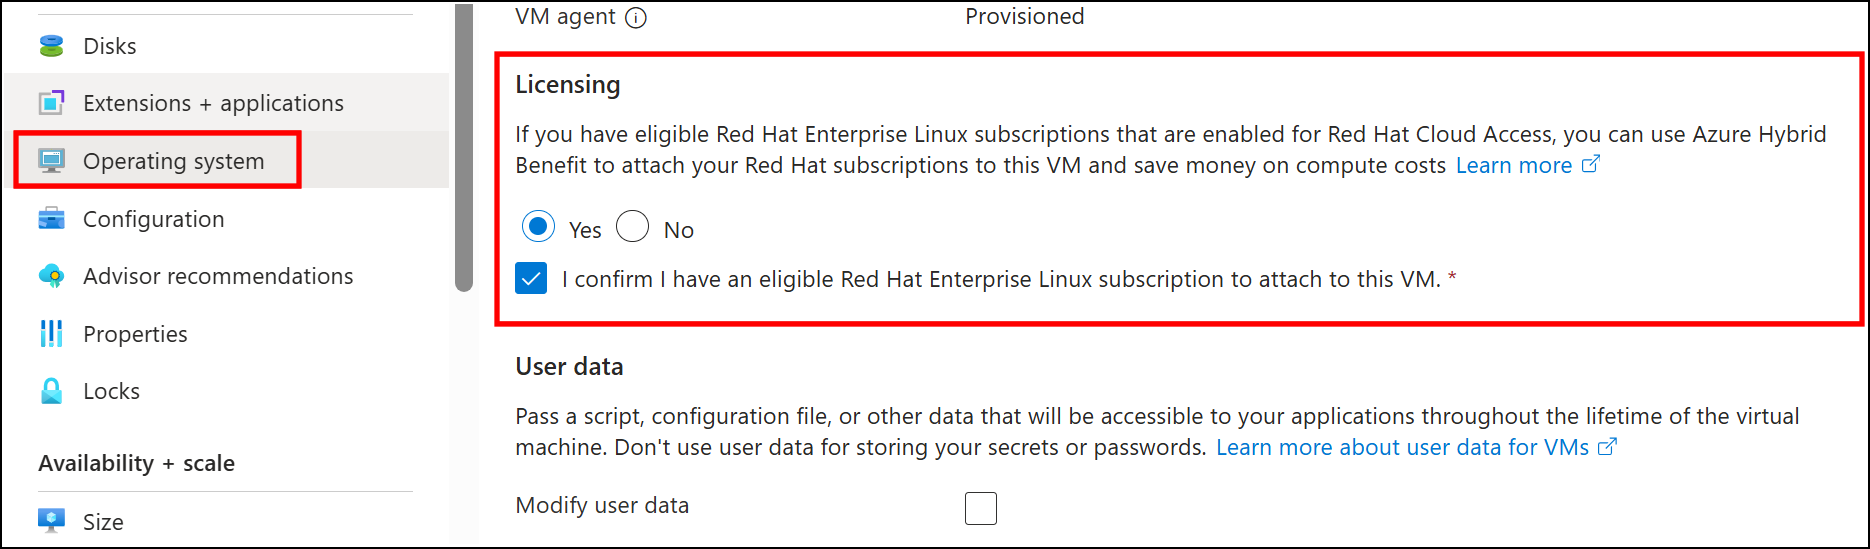 Disks
Extensions + applications
Operating system
Configuration
Advisor recommendations
Properties
Locks
Availability + scale
Size
VM agent
Provisioned
Licensing
If you have eligible Red Hat Enterprise Linux subscriptions that are enabled for Red Hat Cloud Access, you can use Azure Hybrid
Benefit to attach your Red Hat subscriptions to this VM and save money on compute costs Learn more
Yes No
I confirm I have an eligible Red Hat Enterprise Linux subscription to attach to this VM. *
User data
Pass a script, configuration file, or other data that will be accessible to your applications throughout the lifetime of the virtual
machine. Don't use user data for storing your secrets or passwords. Learn more about user data for VMs
Modify user data